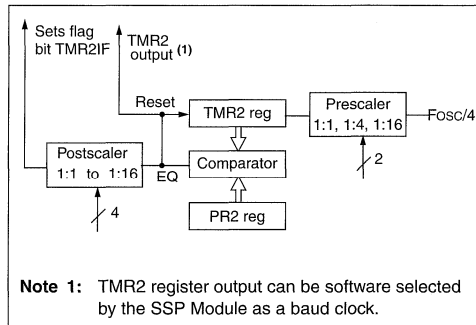 Sets flag
bit TMR2IF
TMR2
output (1)
Reset
TMR2 reg
Prescaler
1:1, 1:4, 1:16
FOSC/4
Postscaler
1:1 to 1:16
EQ
Comparator
2
4
PR2 reg
Note 1: TMR2 register output can be software selected
by the SSP Module as a baud clock.